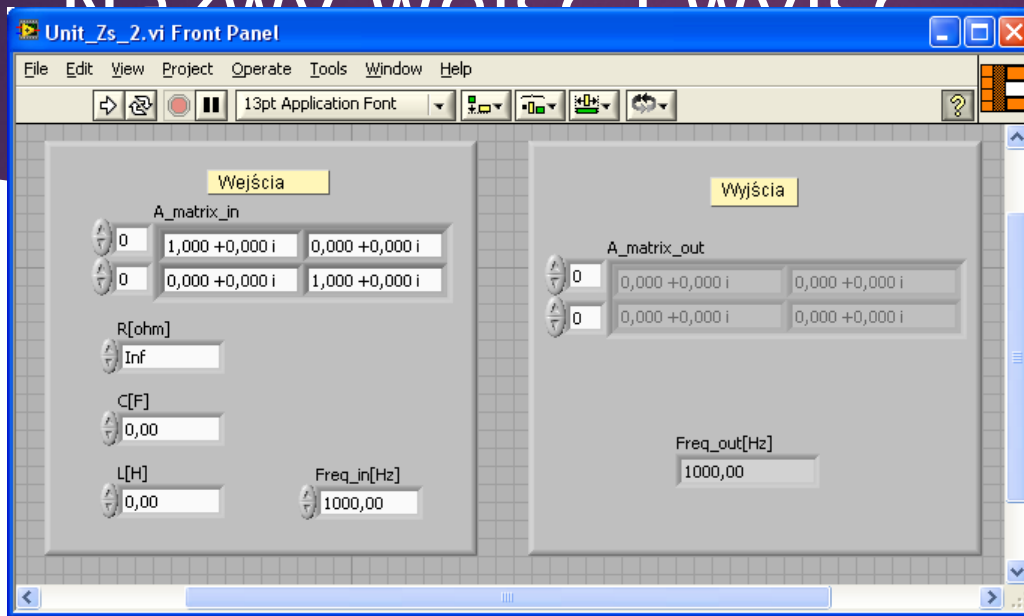 Unit_Zs_2.vi Front Panel
File Edit View Project Operate Tools Window Help
13pt Application Font
Wejścia
A_matrix_in
0 1,000 +0,000 i 0,000 +0,000 i
0 0,000 +0,000 i 1,000 +0,000 i
R[ohm]
Inf
C[F]
0,00
L[H]
0,00
Freq_in[Hz]
1000,00
Wyjścia
A_matrix_out
0 0,000 +0,000 i 0,000 +0,000 i
0 0,000 +0,000 i 0,000 +0,000 i
Freq_out[Hz]
1000,00